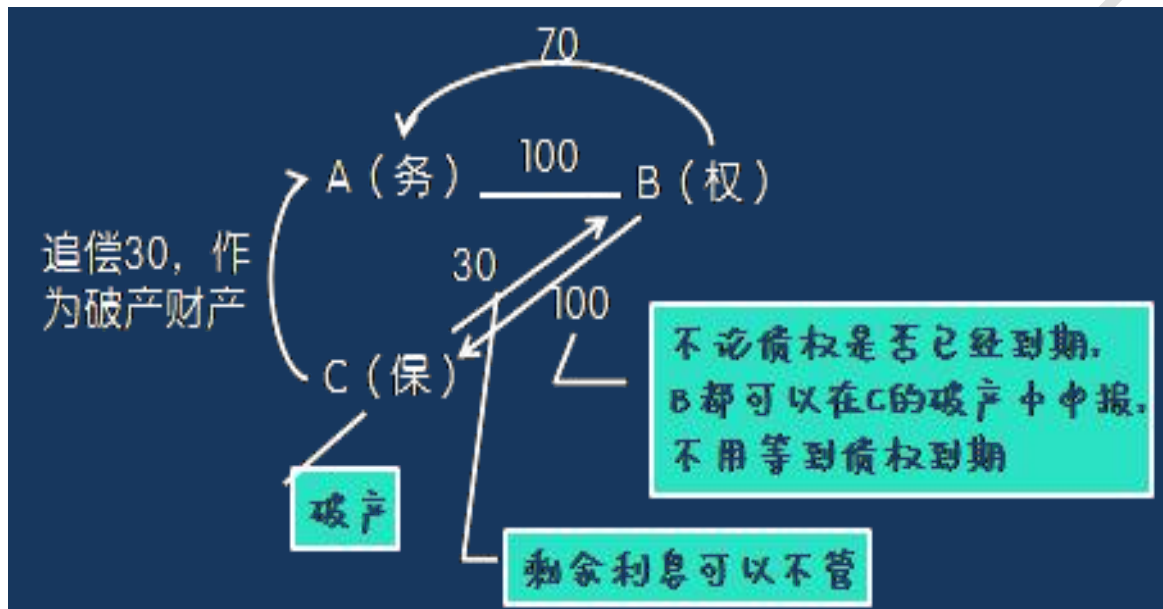 70
A（务）
100
B（权）
追偿30，作
为破产财产
30
100
C（保）
不论债权是否已经到期，
B都可以在C的破产中申报，
不用等到债权到期
破产
剩余利息可以不管